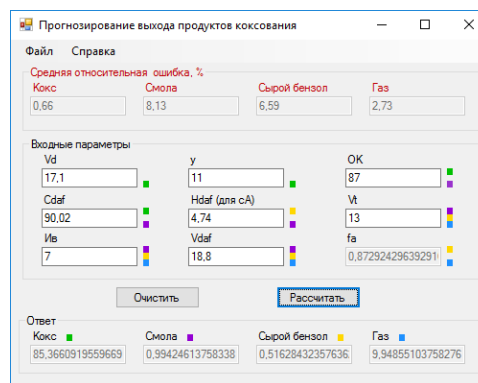 Прогнозирование выхода продуктов коксования
Файл Справка
Средняя относительная ошибка, %
Кокс Смола Сырой бензол Газ
0,66 8,13 6,59 2,73
Входные параметры
Vd y OK
17,1 11 87
Cdaf Hdaf (для cA) Vt
90,02 4,74 13
Ив Vdaf fa
7 18,8 0,87292429639291
Очистить Рассчитать
Ответ
Кокс Смола Сырой бензол Газ
85,3660919559669 0,99424613758338 0,51628432357636 9,94855103758276